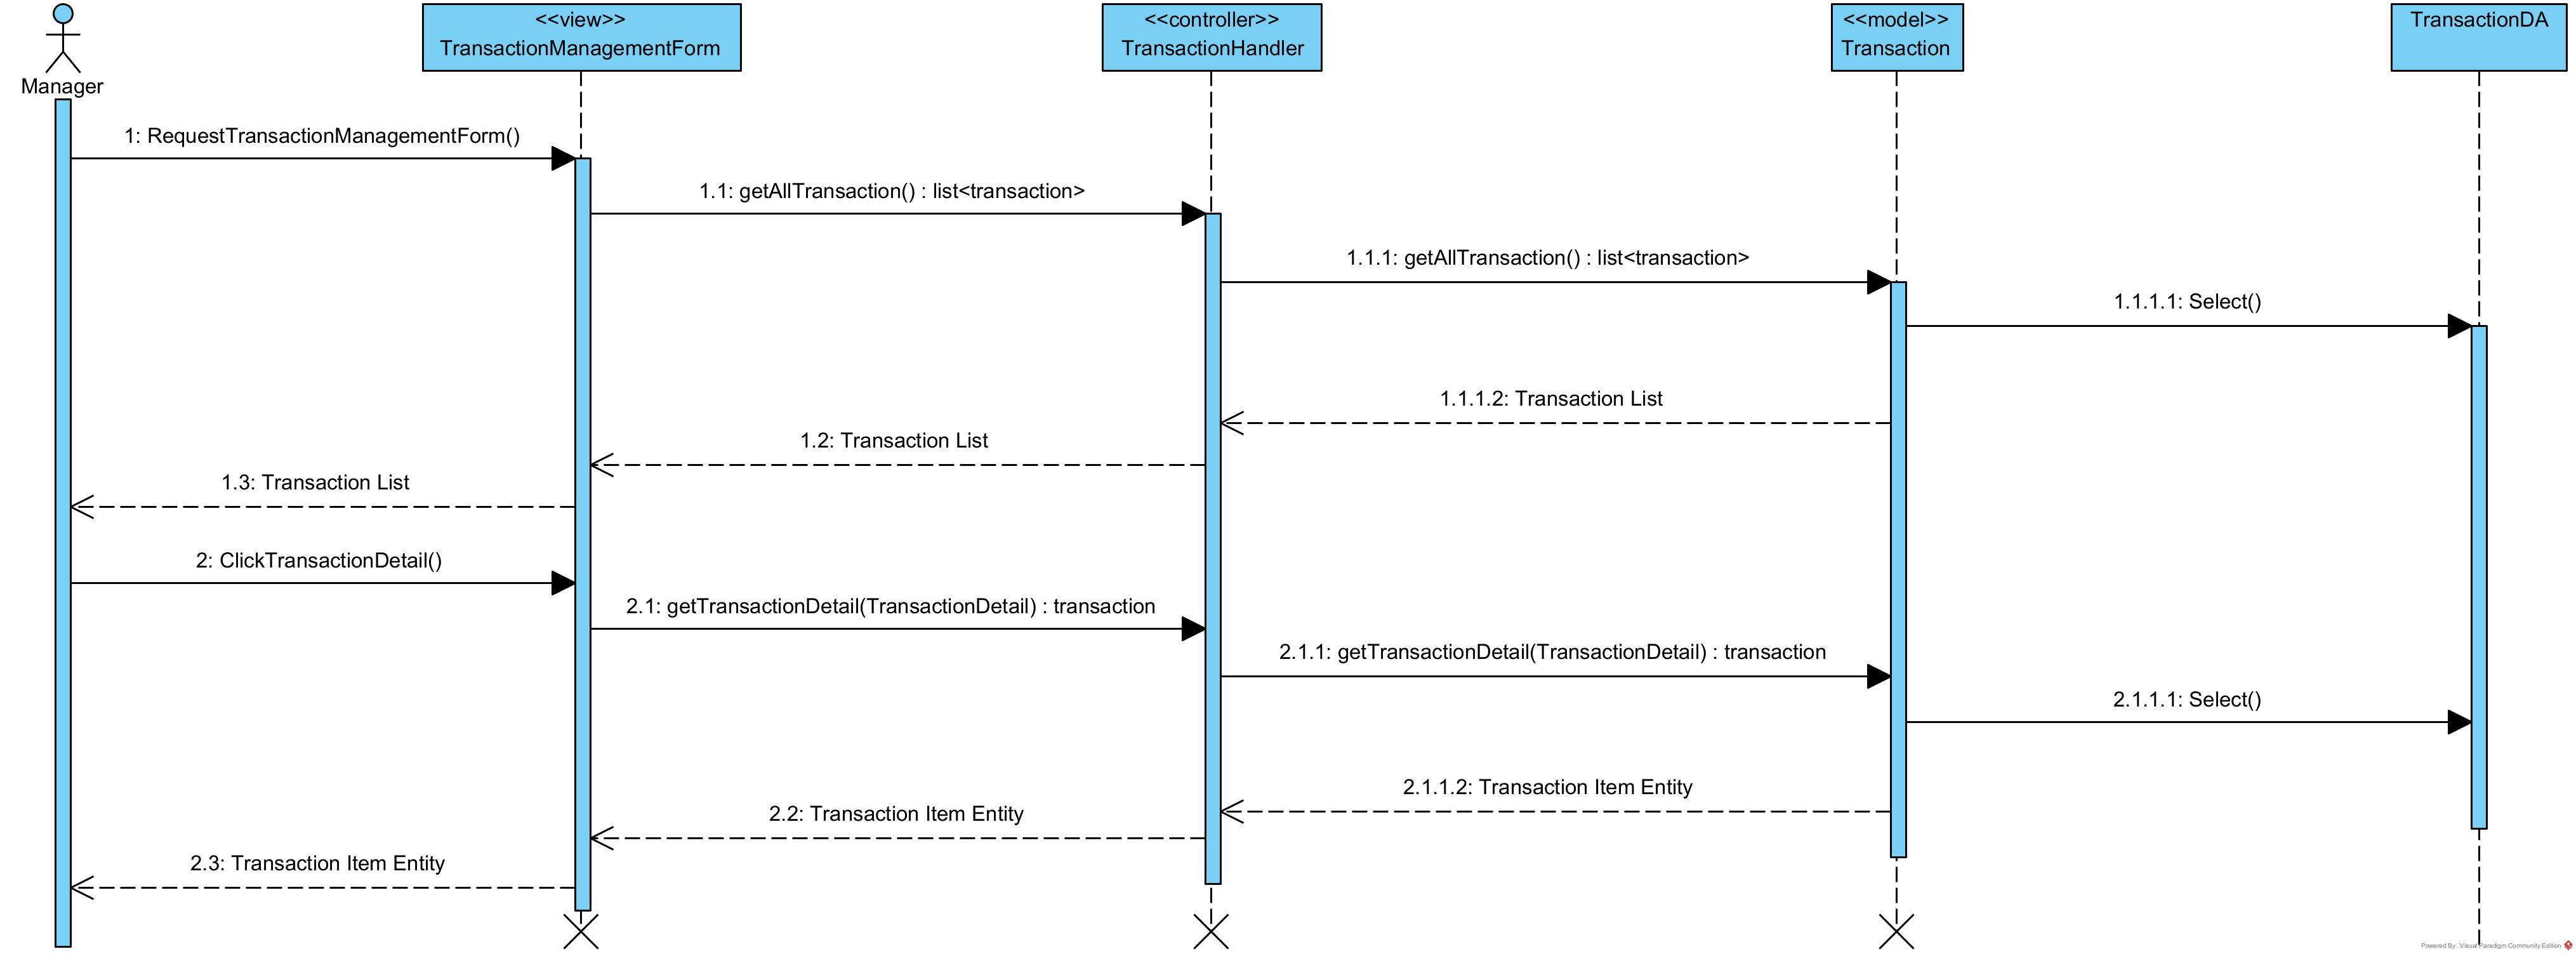 Manager
<<view>>
TransactionManagementForm
<<controller>>
TransactionHandler
<<model>>
Transaction
TransactionDA
1: RequestTransactionManagementForm()
1.1: getAllTransaction() : list<transaction>
1.1.1: getAllTransaction() : list<transaction>
1.1.1.1: Select()
1.1.1.2: Transaction List
1.2: Transaction List
1.3: Transaction List
2: ClickTransactionDetail()
2.1: getTransactionDetail(TransactionDetail) : transaction
2.1.1: getTransactionDetail(TransactionDetail) : transaction
2.1.1.1: Select()
2.1.1.2: Transaction Item Entity
2.2: Transaction Item Entity
2.3: Transaction Item Entity
Powered By: Visual Paradigm Community Edition